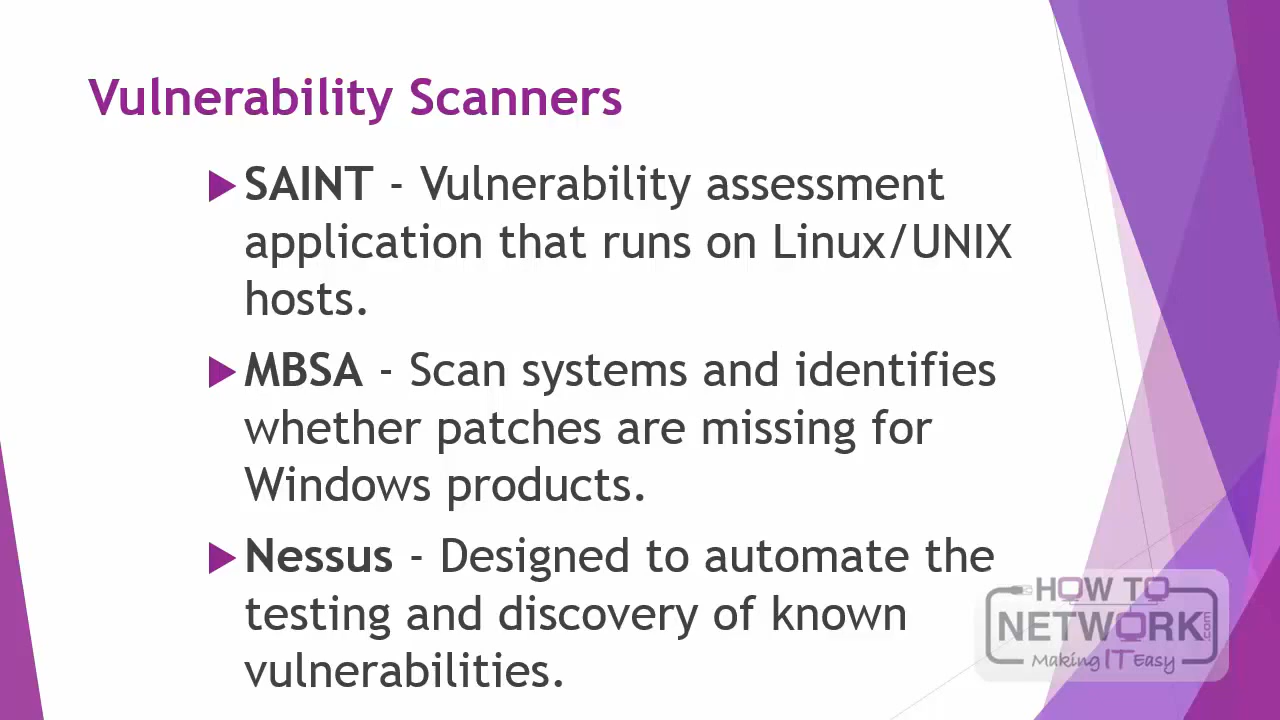 Vulnerability Scanners
SAINT - Vulnerability assessment
application that runs on Linux/UNIX
hosts.
MBSA - Scan systems and identifies
whether patches are missing for
Windows products.
Nessus - Designed to automate the
testing and discovery of known
vulnerabilities.
HOW TO
NETWORK.com
Making IT Easy